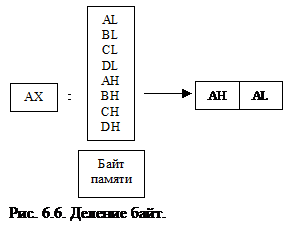 AL
BL
CL
DL
AH
BH
CH
DH
AX : AH AL
Байт
памяти
Рис. 6.6. Деление байт.